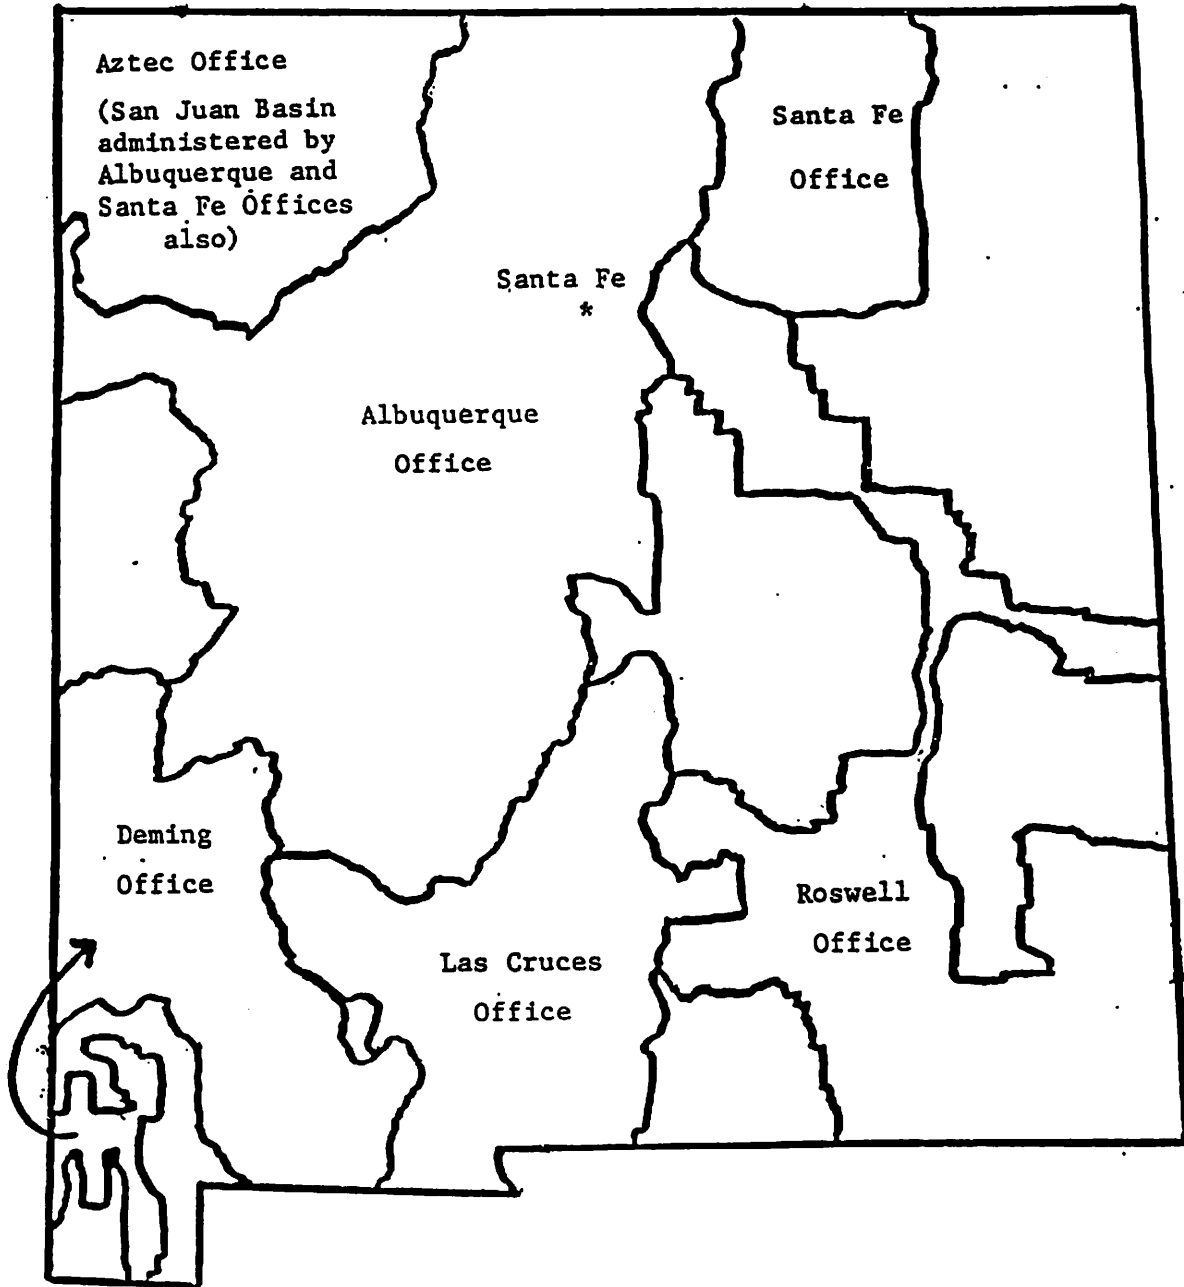 Aztec Office
(San Juan Basin
administered by
Albuquerque and
Santa Fe Offices
also)
Santa Fe
Office
Santa Fe
*
Albuquerque
Office
Deming
Office
Roswell
Office
Las Cruces
Office